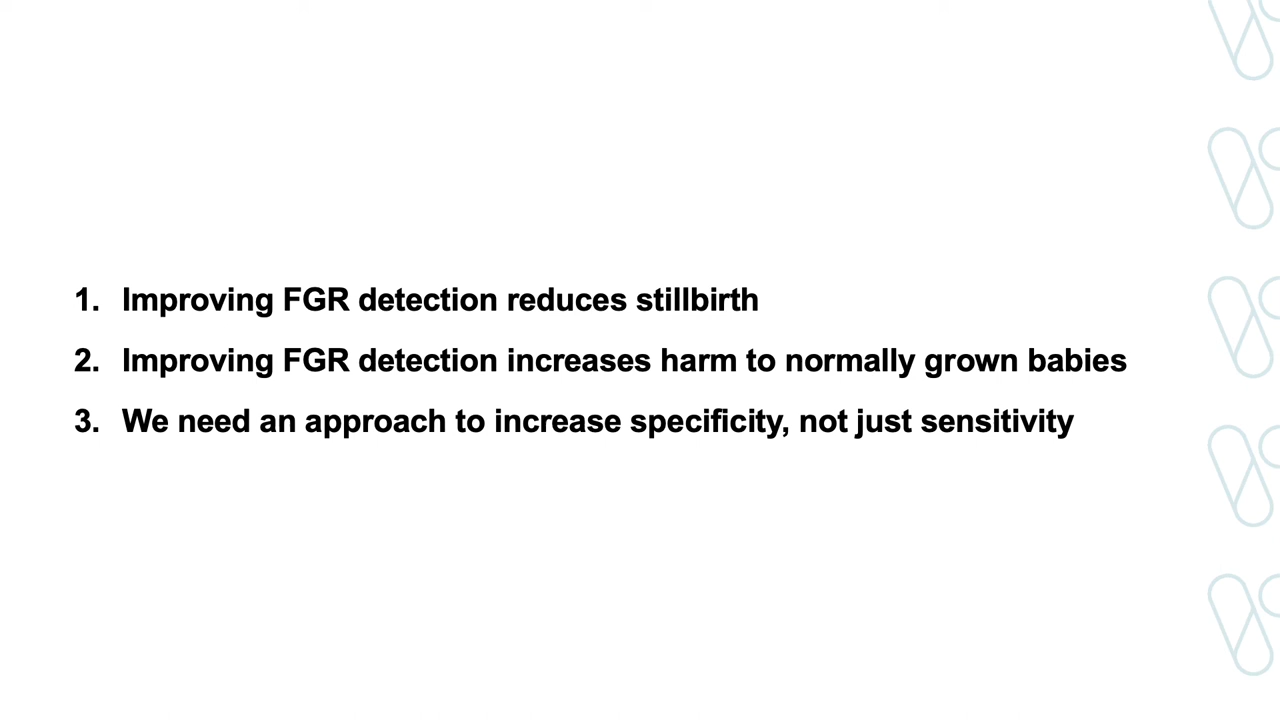 1. Improving FGR detection reduces stillbirth
2. Improving FGR detection increases harm to normally grown babies
3. We need an approach to increase specificity, not just sensitivity